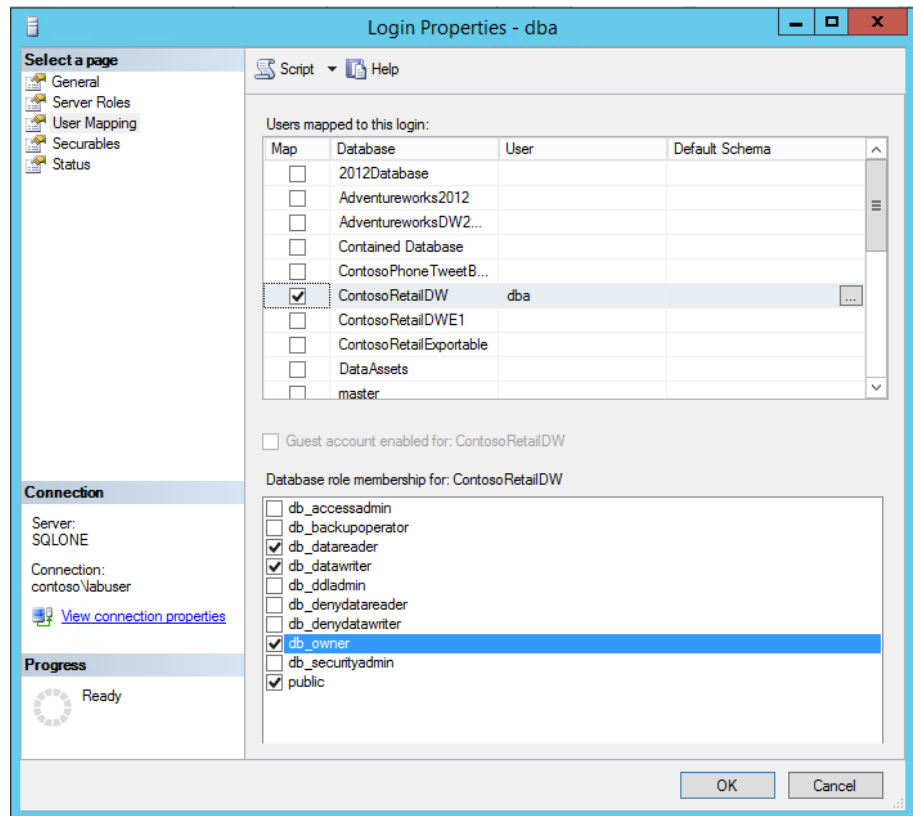 Login Properties - dba
Select a page
General
Server Roles
User Mapping
Securables
Status
Script Help
Users mapped to this login:
Map Database User Default Schema
2012Database
Adventureworks2012
AdventureworksDW2...
Contained Database
ContosoPhoneTweetB...
ContosoRetailDW dba ...
ContosoRetailDWE1
ContosoRetailExportable
DataAssets
master
Guest account enabled for: ContosoRetailDW
Database role membership for: ContosoRetailDW
db_accessadmin
db_backupoperator
db_datareader
db_datawriter
db_ddladmin
db_denydatareader
db_denydatawriter
db_owner
db_securityadmin
public
Connection
Server:
SQLONE
Connection:
contoso\labuser
View connection properties
Progress
Ready
OK Cancel